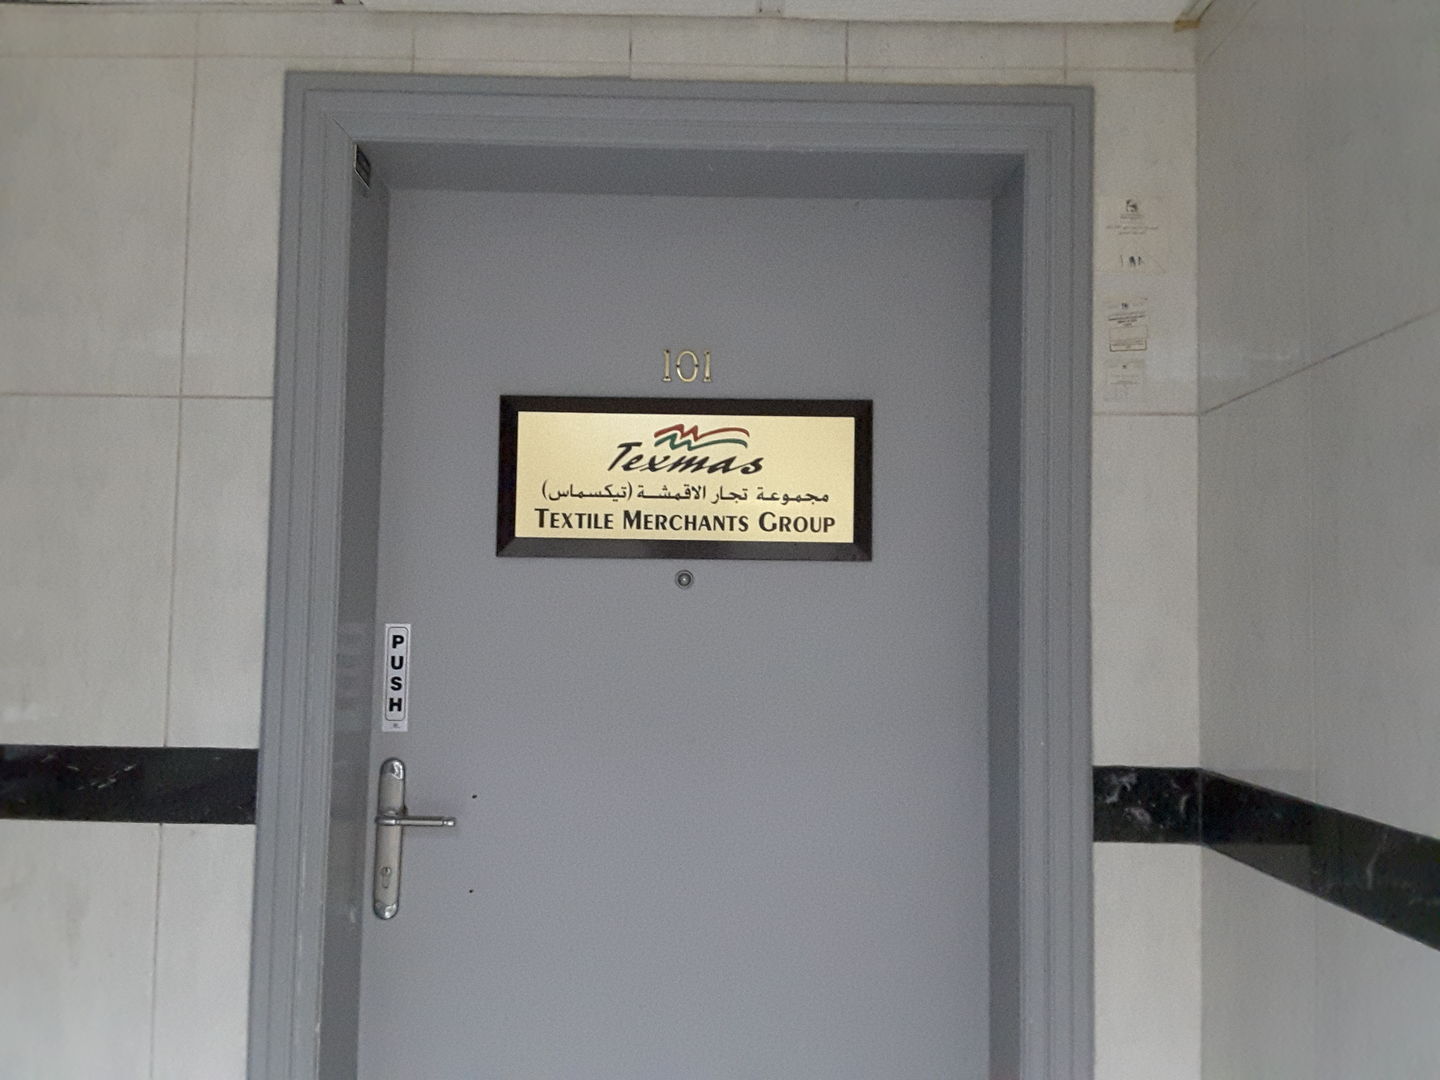 101
Texmas
مجموعة تجار الاقمشة (تيكسماس)
TEXTILE MERCHANTS GROUP
PUSH